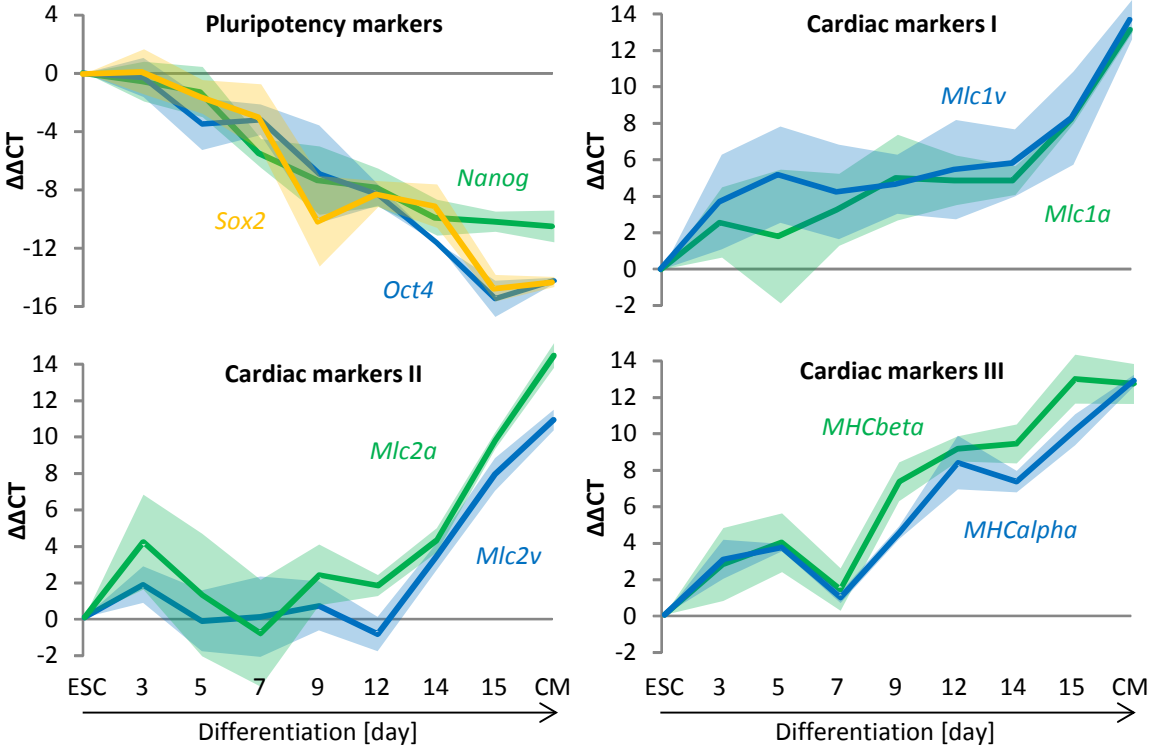 Pluripotency markers
4
0
-4
-8
-12
-16
ΔΔCT
Nanog
Sox2
Oct4
Cardiac markers I
14
12
10
8
6
4
2
0
-2
ΔΔCT
Mlc1v
Mlc1a
Cardiac markers II
14
12
10
8
6
4
2
0
-2
ΔΔCT
Mlc2a
Mlc2v
ESC 3 5 7 9 12 14 15 CM
Differentiation [day]
Cardiac markers III
14
12
10
8
6
4
2
0
-2
ΔΔCT
MHCbeta
MHCalpha
ESC 3 5 7 9 12 14 15 CM
Differentiation [day]